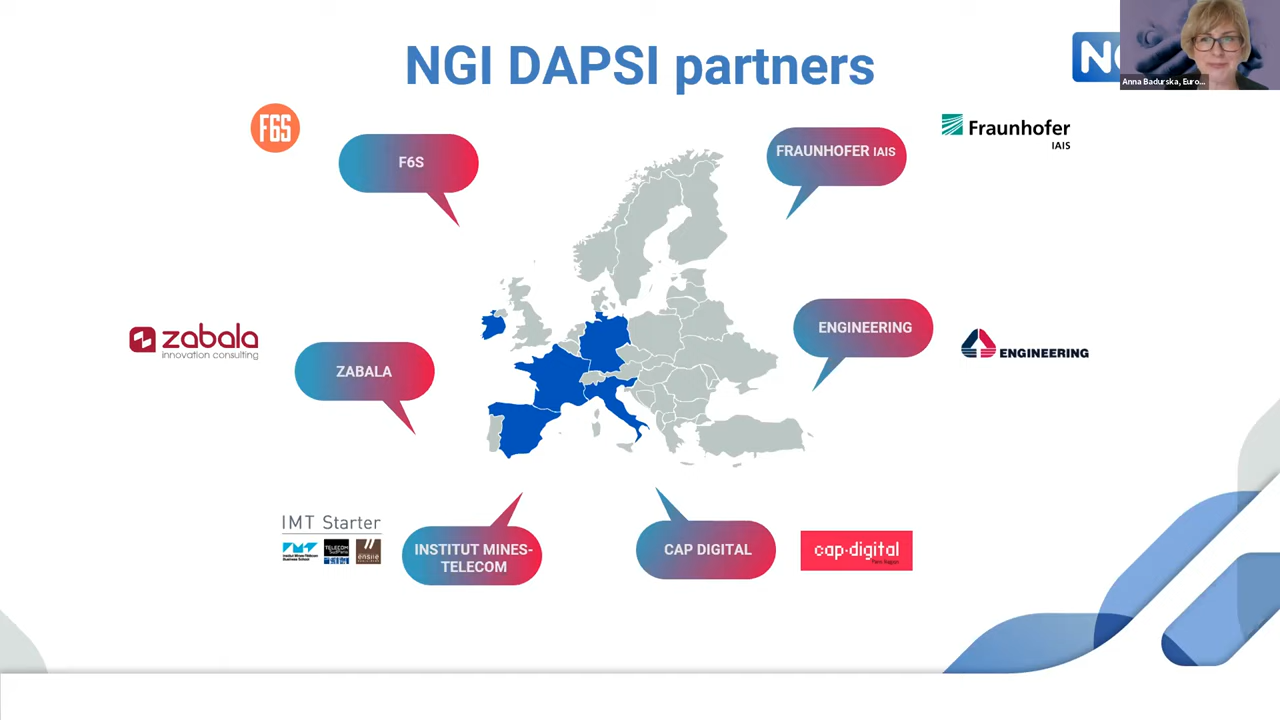 NGI DAPSI partners
NG
Anna Badurska, Euro...
F6S
F6S
FRAUNHOFER IAIS
Fraunhofer
IAIS
zabala
innovation consulting
ZABALA
ENGINEERING
ENGINEERING
IMT Starter
INSTITUT MINES-
TELECOM
CAP DIGITAL
cap·digital